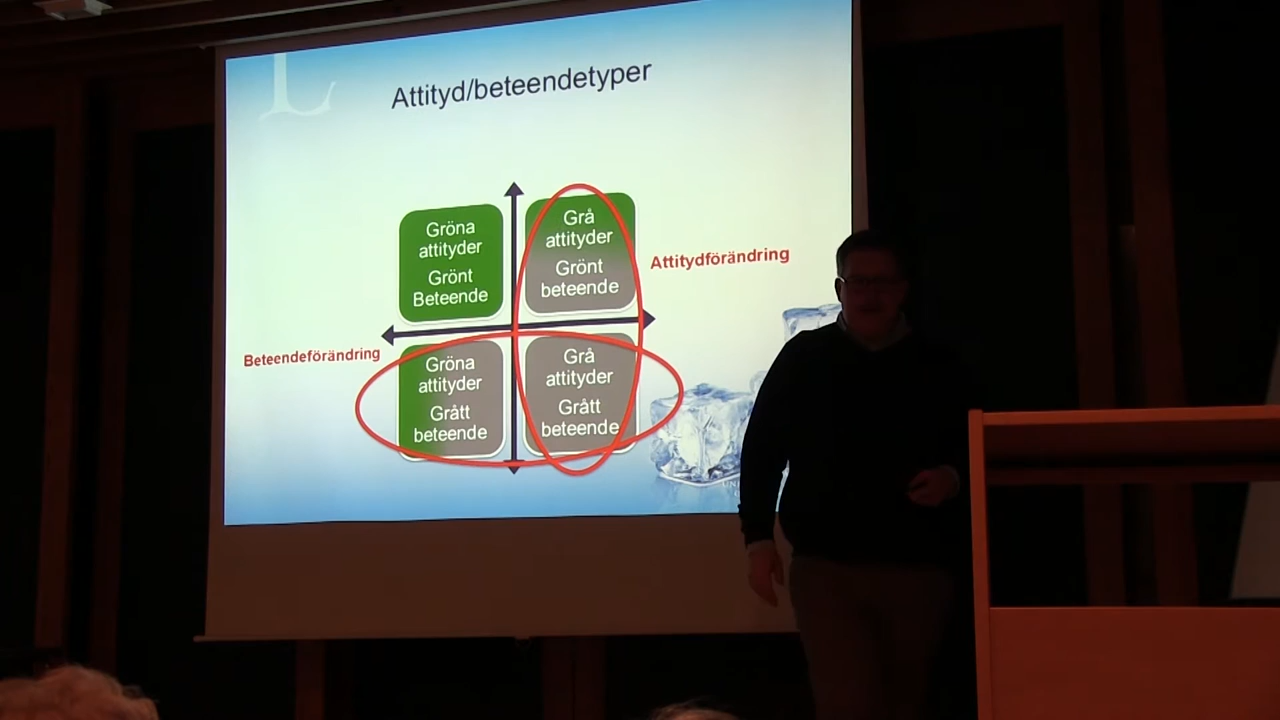 L
Attityd/beteendetyper
Gröna
attityder
Grönt
Beteende
Grå
attityder
Grönt
beteende
Attitydförändring
Beteendeförändring
Gröna
attityder
Grått
beteende
Grå
attityder
Grått
beteende